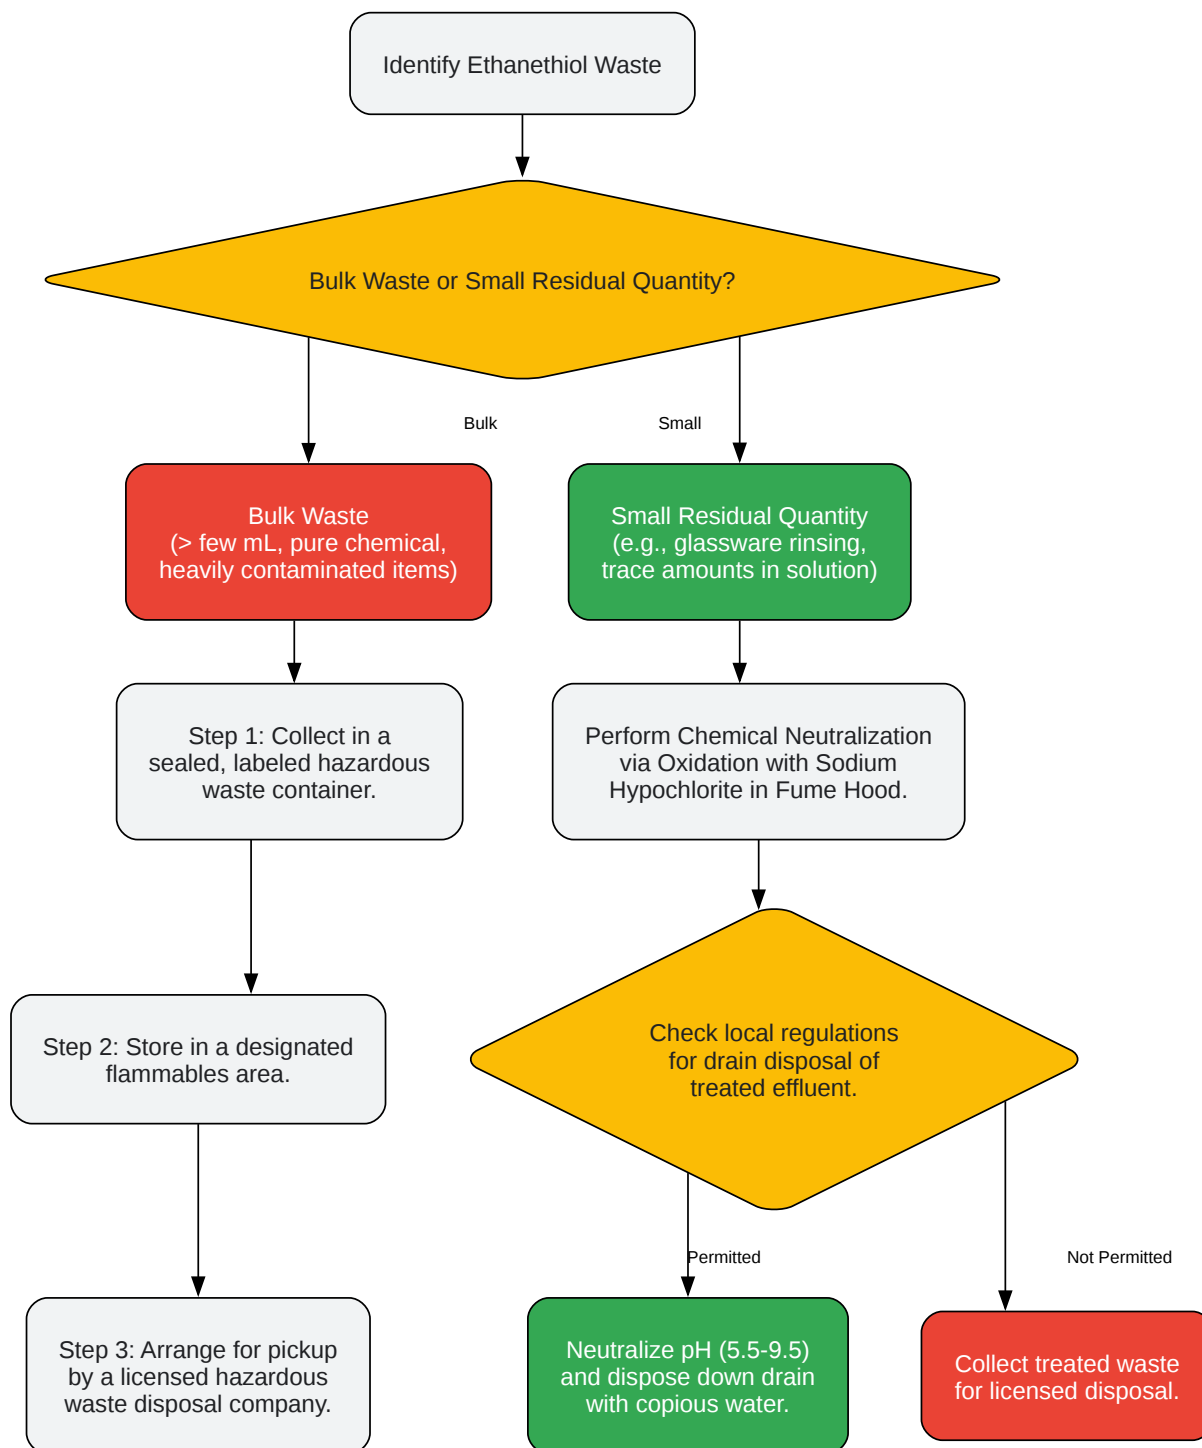 Identify Ethanethiol Waste
Bulk Waste or Small Residual Quantity?
Bulk
Small
Bulk Waste
(> few mL, pure chemical,
heavily contaminated items)
Small Residual Quantity
(e.g., glassware rinsing,
trace amounts in solution)
Step 1: Collect in a
sealed, labeled hazardous
waste container.
Perform Chemical Neutralization
via Oxidation with Sodium
Hypochlorite in Fume Hood.
Step 2: Store in a designated
flammables area.
Check local regulations
for drain disposal of
treated effluent.
Permitted
Not Permitted
Step 3: Arrange for pickup
by a licensed hazardous
waste disposal company.
Neutralize pH (5.5-9.5)
and dispose down drain
with copious water.
Collect treated waste
for licensed disposal.